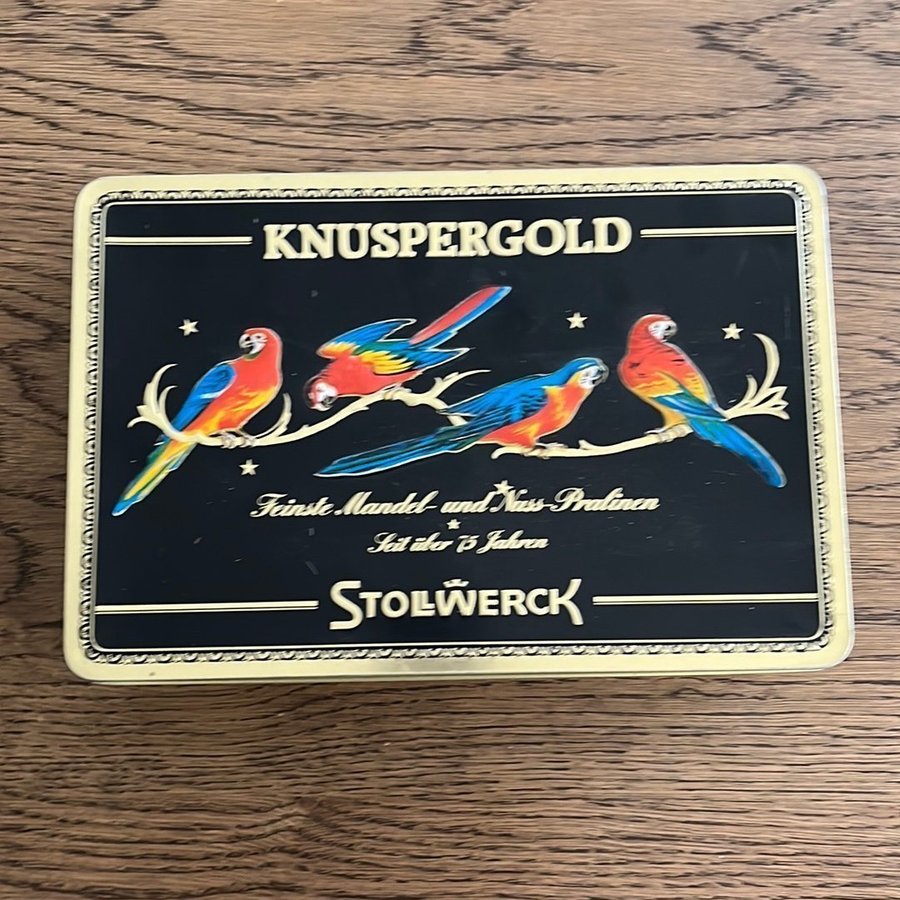 KNUSPERGOLD
Feinste Mandel- und Nuss-Pralinen
Seit über 75 Jahren
STOLLWERCK